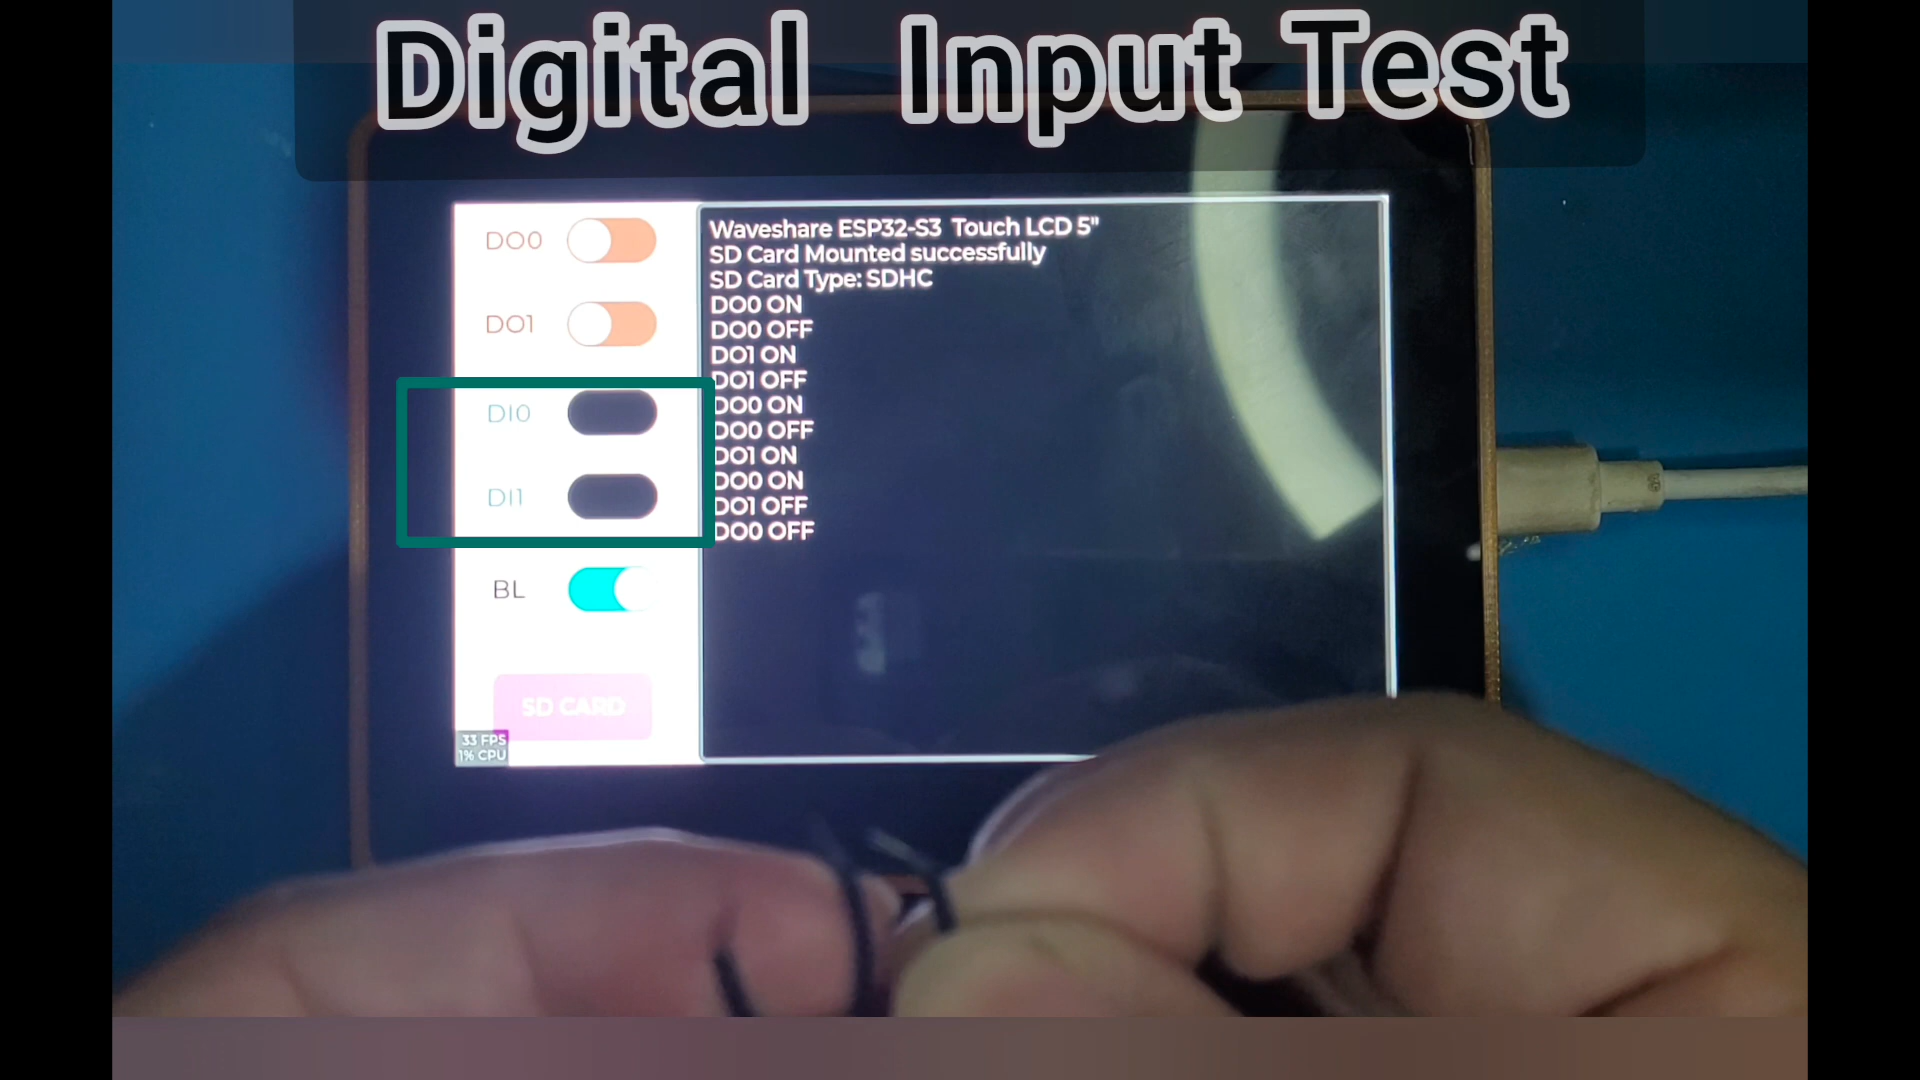 Digital Input Test
DO0
DO1
DI0
DI1
BL
SD CARD
33 FPS
1% CPU
Waveshare ESP32-S3 Touch LCD 5"
SD Card Mounted successfully
SD Card Type: SDHC
DO0 ON
DO0 OFF
DO1 ON
DO1 OFF
DO0 ON
DO0 OFF
DO1 ON
DO0 ON
DO1 OFF
DO0 OFF